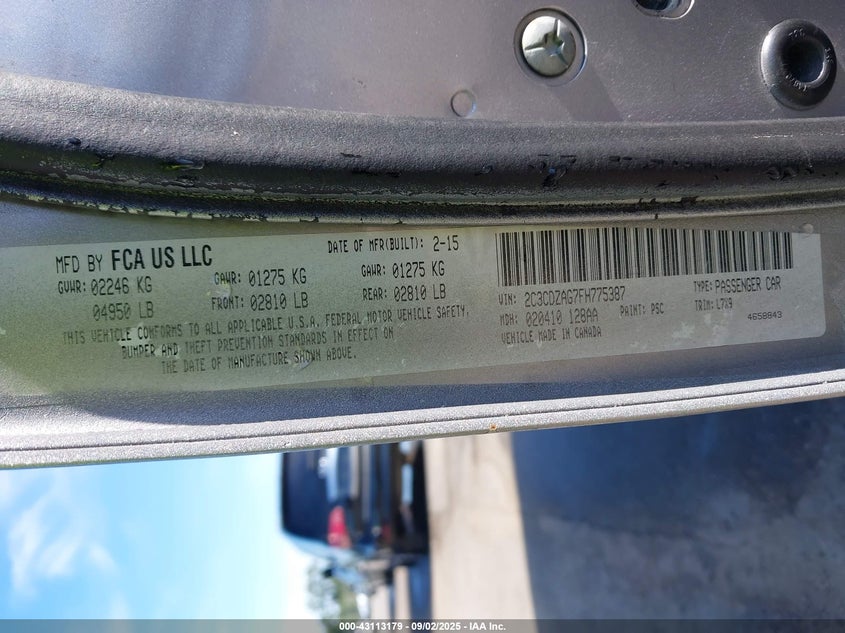 MFD BY FCA US LLC
DATE OF MFR(BUILT): 2-15
GVWR: 02246 KG
04950 LB
GAWR: 01275 KG
FRONT: 02810 LB
GAWR: 01275 KG
REAR: 02810 LB
THIS VEHICLE CONFORMS TO ALL APPLICABLE U.S.A. FEDERAL MOTOR VEHICLE SAFETY,
BUMPER AND THEFT PREVENTION STANDARDS IN EFFECT ON
THE DATE OF MANUFACTURE SHOWN ABOVE.
VIN: 2C3CDZAG7FH775387
TYPE: PASSENGER CAR
MDH: 020410 128AA
PAINT: PSC
TRIM:
VEHICLE MADE IN CANADA
4658843
000-43113179 - 09/02/2025 - IAA Inc.